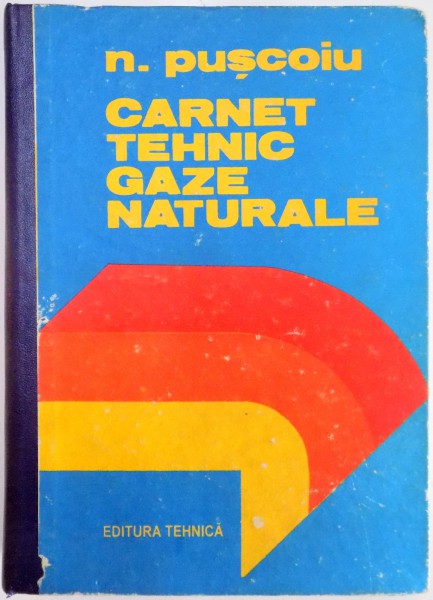 n. pușcoiu
CARNET
TEHNIC
GAZE
NATURALE
EDITURA TEHNICĂ